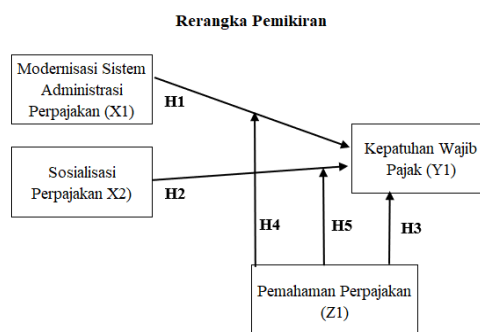 Rerangka Pemikiran
Modernisasi Sistem
Administrasi
Perpajakan (X1)
H1
Kepatuhan Wajib
Pajak (Y1)
Sosialisasi
Perpajakan X2)
H2
H4
H5
H3
Pemahaman Perpajakan
(Z1)